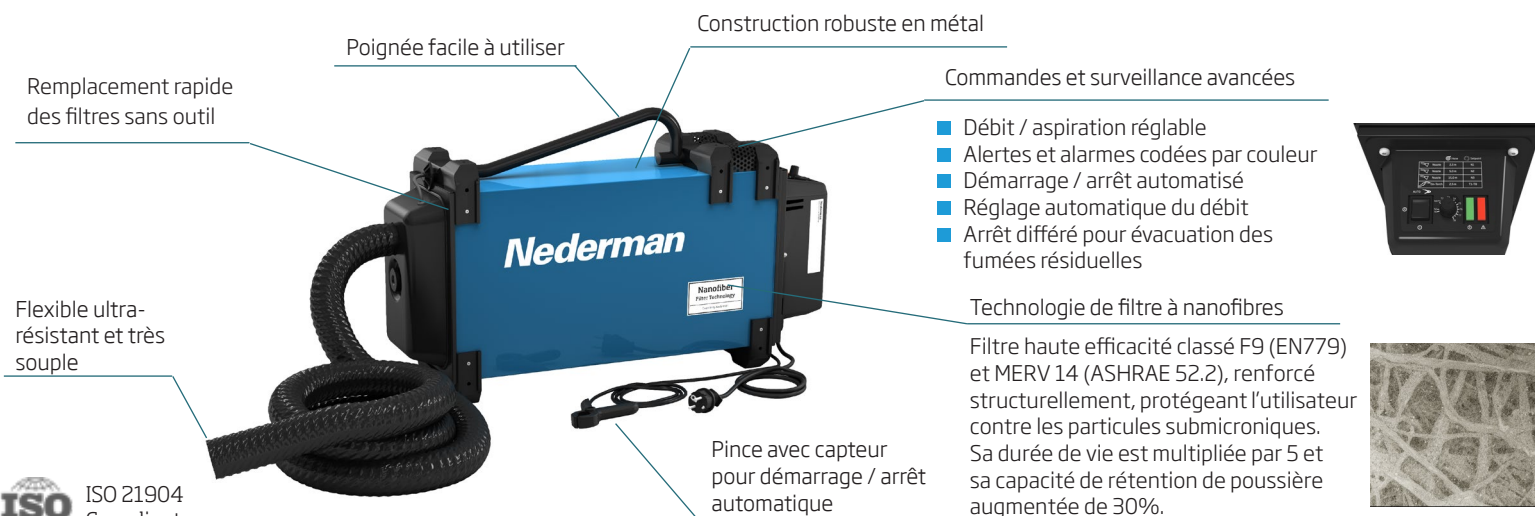 Construction robuste en métal
Poignée facile à utiliser
Remplacement rapide
des filtres sans outil
Commandes et surveillance avancées
Débit / aspiration réglable
Alertes et alarmes codées par couleur
Démarrage / arrêt automatisé
Réglage automatique du débit
Arrêt différé pour évacuation des
fumées résiduelles
AUTO
Nederman
Nanofiber
Filter Technology
Flexible ultra-
résistant et très
souple
Technologie de filtre à nanofibres
Filtre haute efficacité classé F9 (EN779)
et MERV 14 (ASHRAE 52.2), renforcé
structurellement, protégeant l'utilisateur
contre les particules submicroniques.
Sa durée de vie est multipliée par 5 et
sa capacité de rétention de poussière
augmentée de 30%.
Pince avec capteur
pour démarrage / arrêt
automatique
ISO
ISO 21904